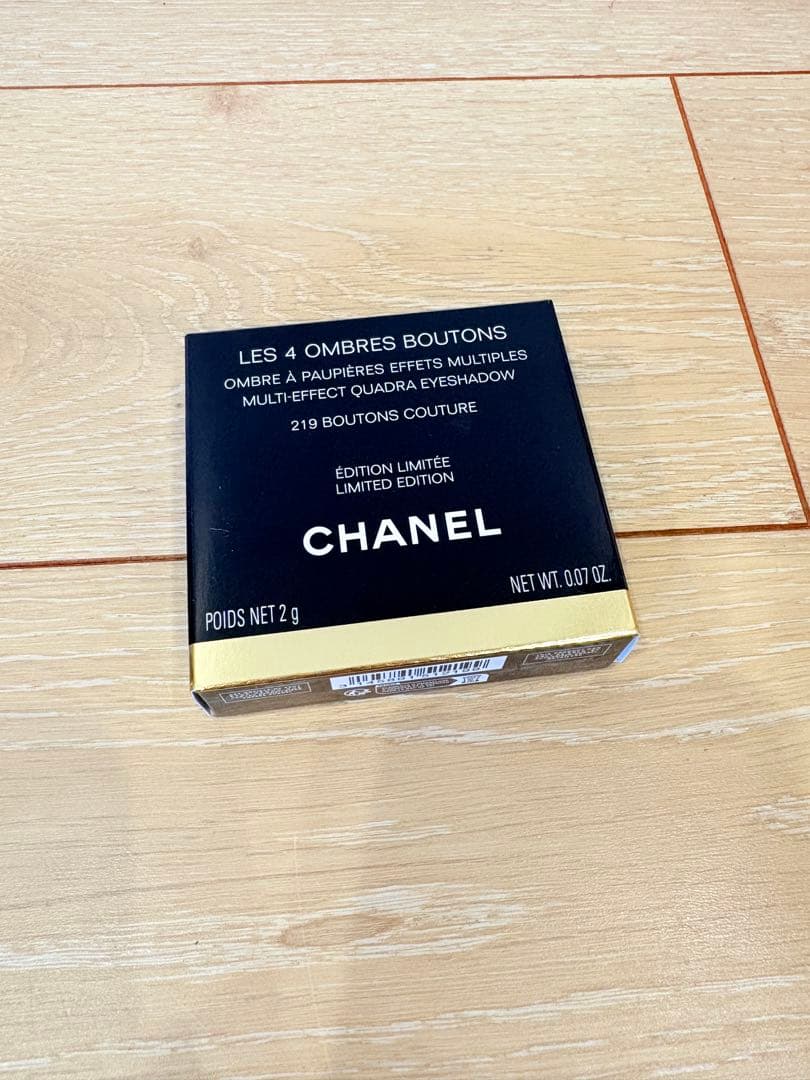 LES 4 OMBRES BOUTONS
OMBRE À PAUPIÈRES EFFETS MULTIPLES
MULTI-EFFECT QUADRA EYESHADOW
219 BOUTONS COUTURE
ÉDITION LIMITÉE
LIMITED EDITION
CHANEL
POIDS NET 2 g
NET WT. 0.07 OZ.